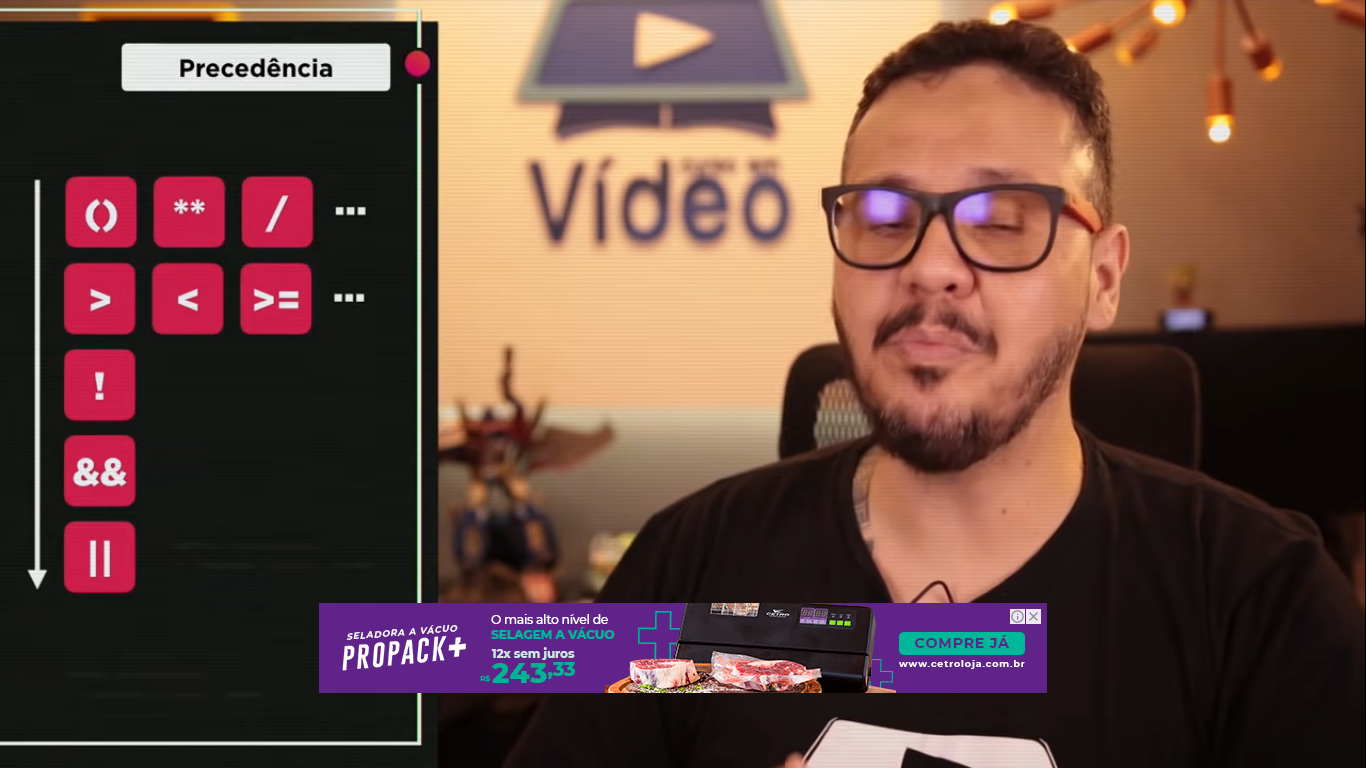 Precedência
() ** / ...
> < >= ...
!
&&
||
Vídeo
SELADORA A VÁCUO
PROPACK+
O mais alto nível de
SELAGEM A VÁCUO
12x sem juros
R$ 243,33
CETRO
COMPRE JÁ
www.cetroloja.com.br